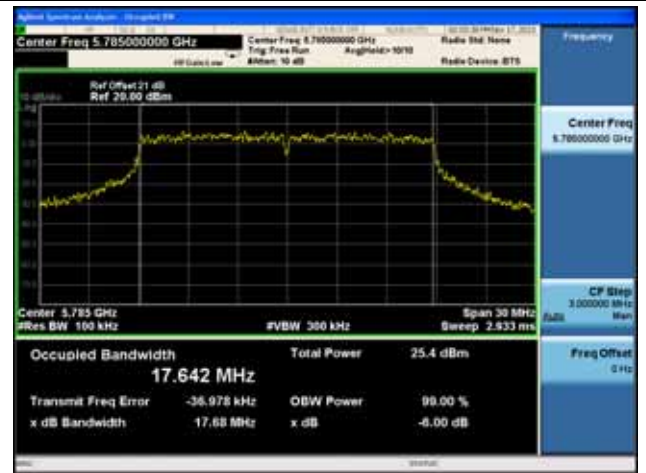 Agilent Spectrum Analyzer - Occupied BW
Center Freq 5.785000000 GHz
Center Freq: 5.785000000 GHz
Trig: Free Run
Avg|Hold:>10/10
#Atten: 10 dB
Radio Std: None
Radio Device: BTS
Frequency
Ref Offset 21 dB
Ref 20.00 dBm
Center Freq
5.785000000 GHz
Center 5.785 GHz
Span 30 MHz
#Res BW 100 kHz
#VBW 300 kHz
Sweep 2.933 ms
CF Step
3.000000 MHz
Auto Man
Occupied Bandwidth
17.642 MHz
Total Power 25.4 dBm
Freq Offset
0 Hz
Transmit Freq Error -36.978 kHz
OBW Power 99.00 %
x dB Bandwidth 17.68 MHz
x dB -6.00 dB